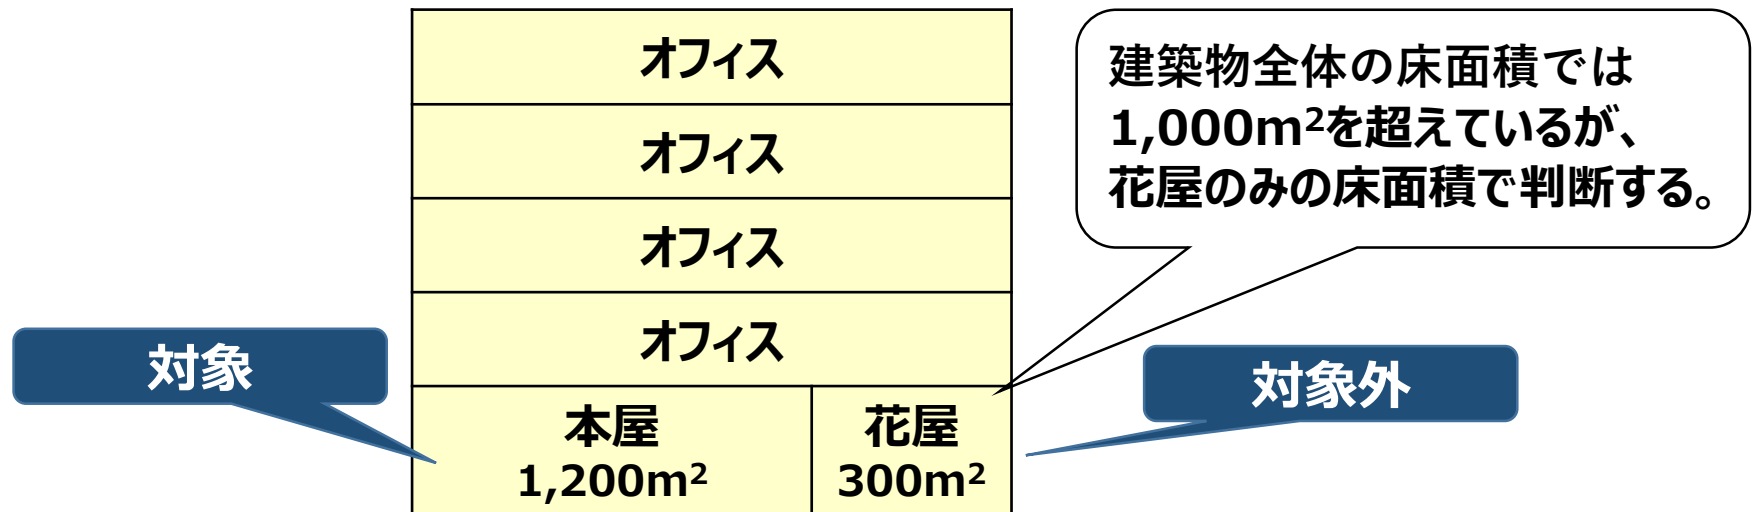 オフィス
オフィス
オフィス
オフィス
本屋
1,200m²
花屋
300m²
対象
対象外
建築物全体の床面積では
1,000m²を超えているが、
花屋のみの床面積で判断する。